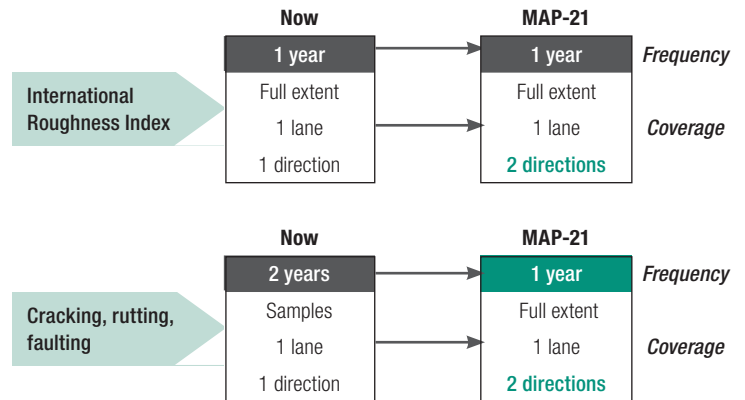 Now MAP-21
1 year 1 year Frequency
International
Roughness Index
Full extent Full extent
1 lane 1 lane Coverage
1 direction 2 directions
Now MAP-21
2 years 1 year Frequency
Cracking, rutting,
faulting
Samples Full extent
1 lane 1 lane Coverage
1 direction 2 directions